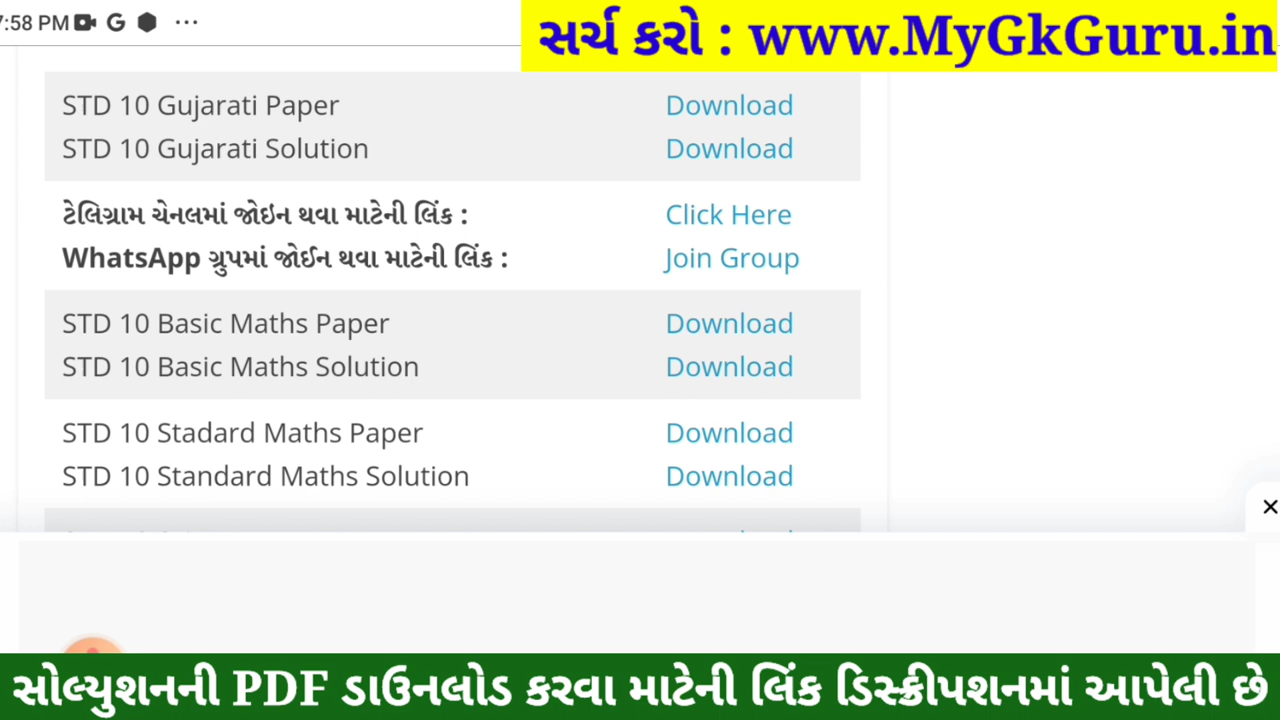 7:58 PM
સર્ચ કરો : www.MyGkGuru.in
STD 10 Gujarati Paper Download
STD 10 Gujarati Solution Download
ટેલિગ્રામ ચેનલમાં જોઇન થવા માટેની લિંક : Click Here
WhatsApp ગ્રુપમાં જોઈન થવા માટેની લિંક : Join Group
STD 10 Basic Maths Paper Download
STD 10 Basic Maths Solution Download
STD 10 Stadard Maths Paper Download
STD 10 Standard Maths Solution Download
સોલ્યુશનની PDF ડાઉનલોડ કરવા માટેની લિંક ડિસ્ક્રીપશનમાં આપેલી છે